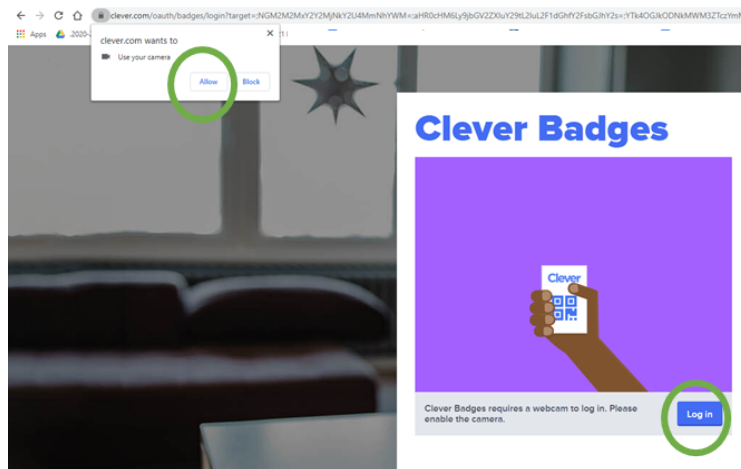 clever.com/oauth/badges/login?target=
Apps
clever.com wants to
Use your camera
Allow Block
Clever Badges
Clever
Clever Badges requires a webcam to log in. Please
enable the camera.
Log in